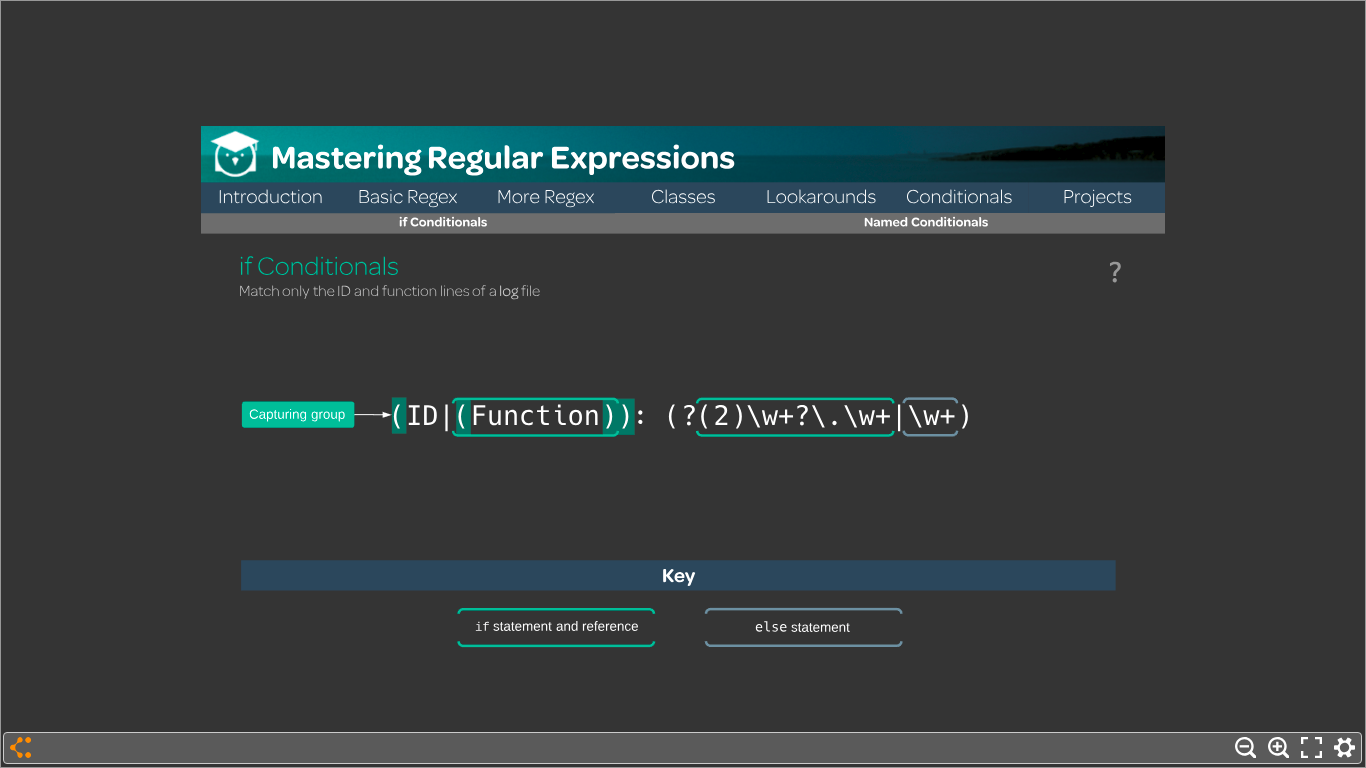 Mastering Regular Expressions
Introduction Basic Regex More Regex Classes Lookarounds Conditionals Projects
if Conditionals Named Conditionals
if Conditionals
?
Match only the ID and function lines of a log file
Capturing group
(ID|(Function)): (?(2)\w+?\.\w+|\w+)
Key
if statement and reference
else statement